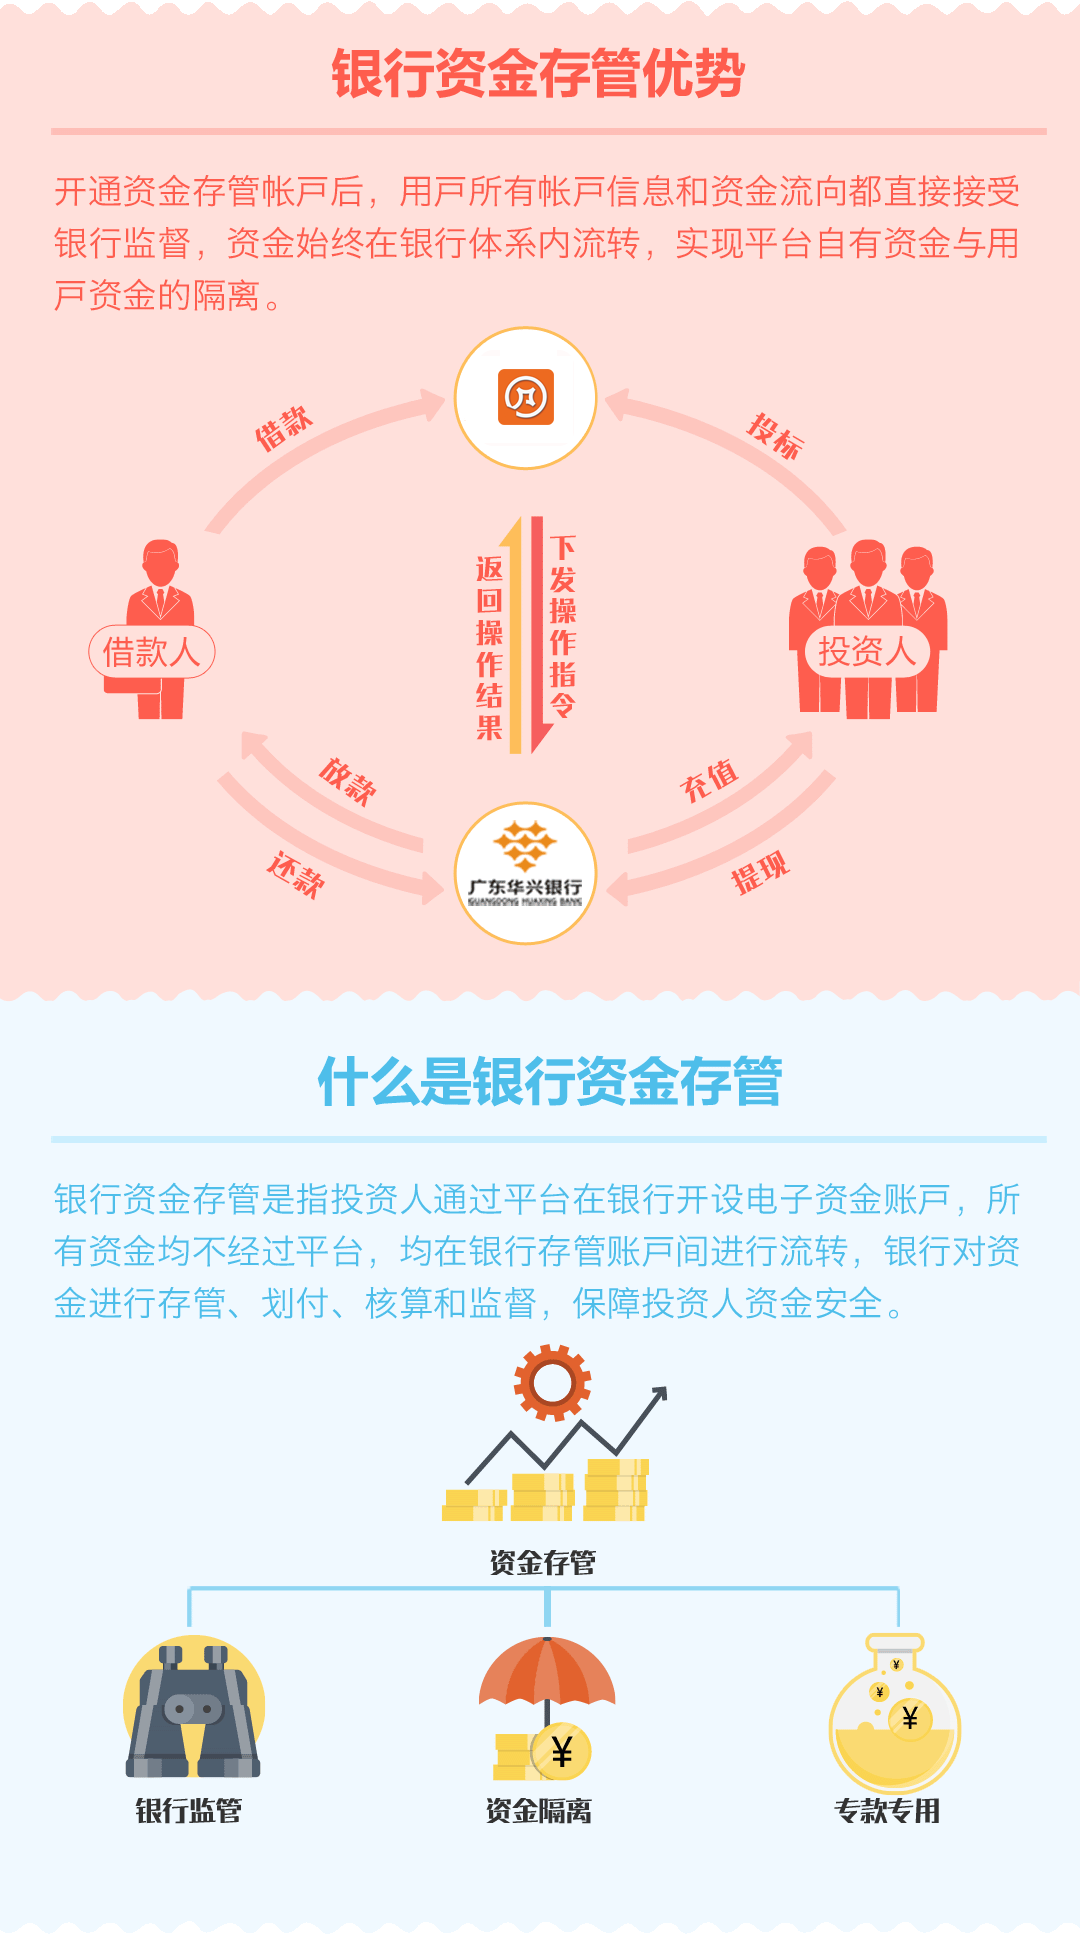 银行资金存管优势
开通资金存管帐戸后，用戸所有帐戸信息和资金流向都直接接受
银行监督，资金始终在银行体系内流转，实现平台自有资金与用
戸资金的隔离。
借款
投标
返回操作结果
下发操作指令
借款人
投资人
放款
充值
还款
提现
广东华兴银行
GUANGDONG HUAXING BANK
什么是银行资金存管
银行资金存管是指投资人通过平台在银行开设电子资金账戸，所
有资金均不经过平台，均在银行存管账戸间进行流转，银行对资
金进行存管、划付、核算和监督，保障投资人资金安全。
资金存管
¥
¥
¥
¥
银行监管
资金隔离
专款专用